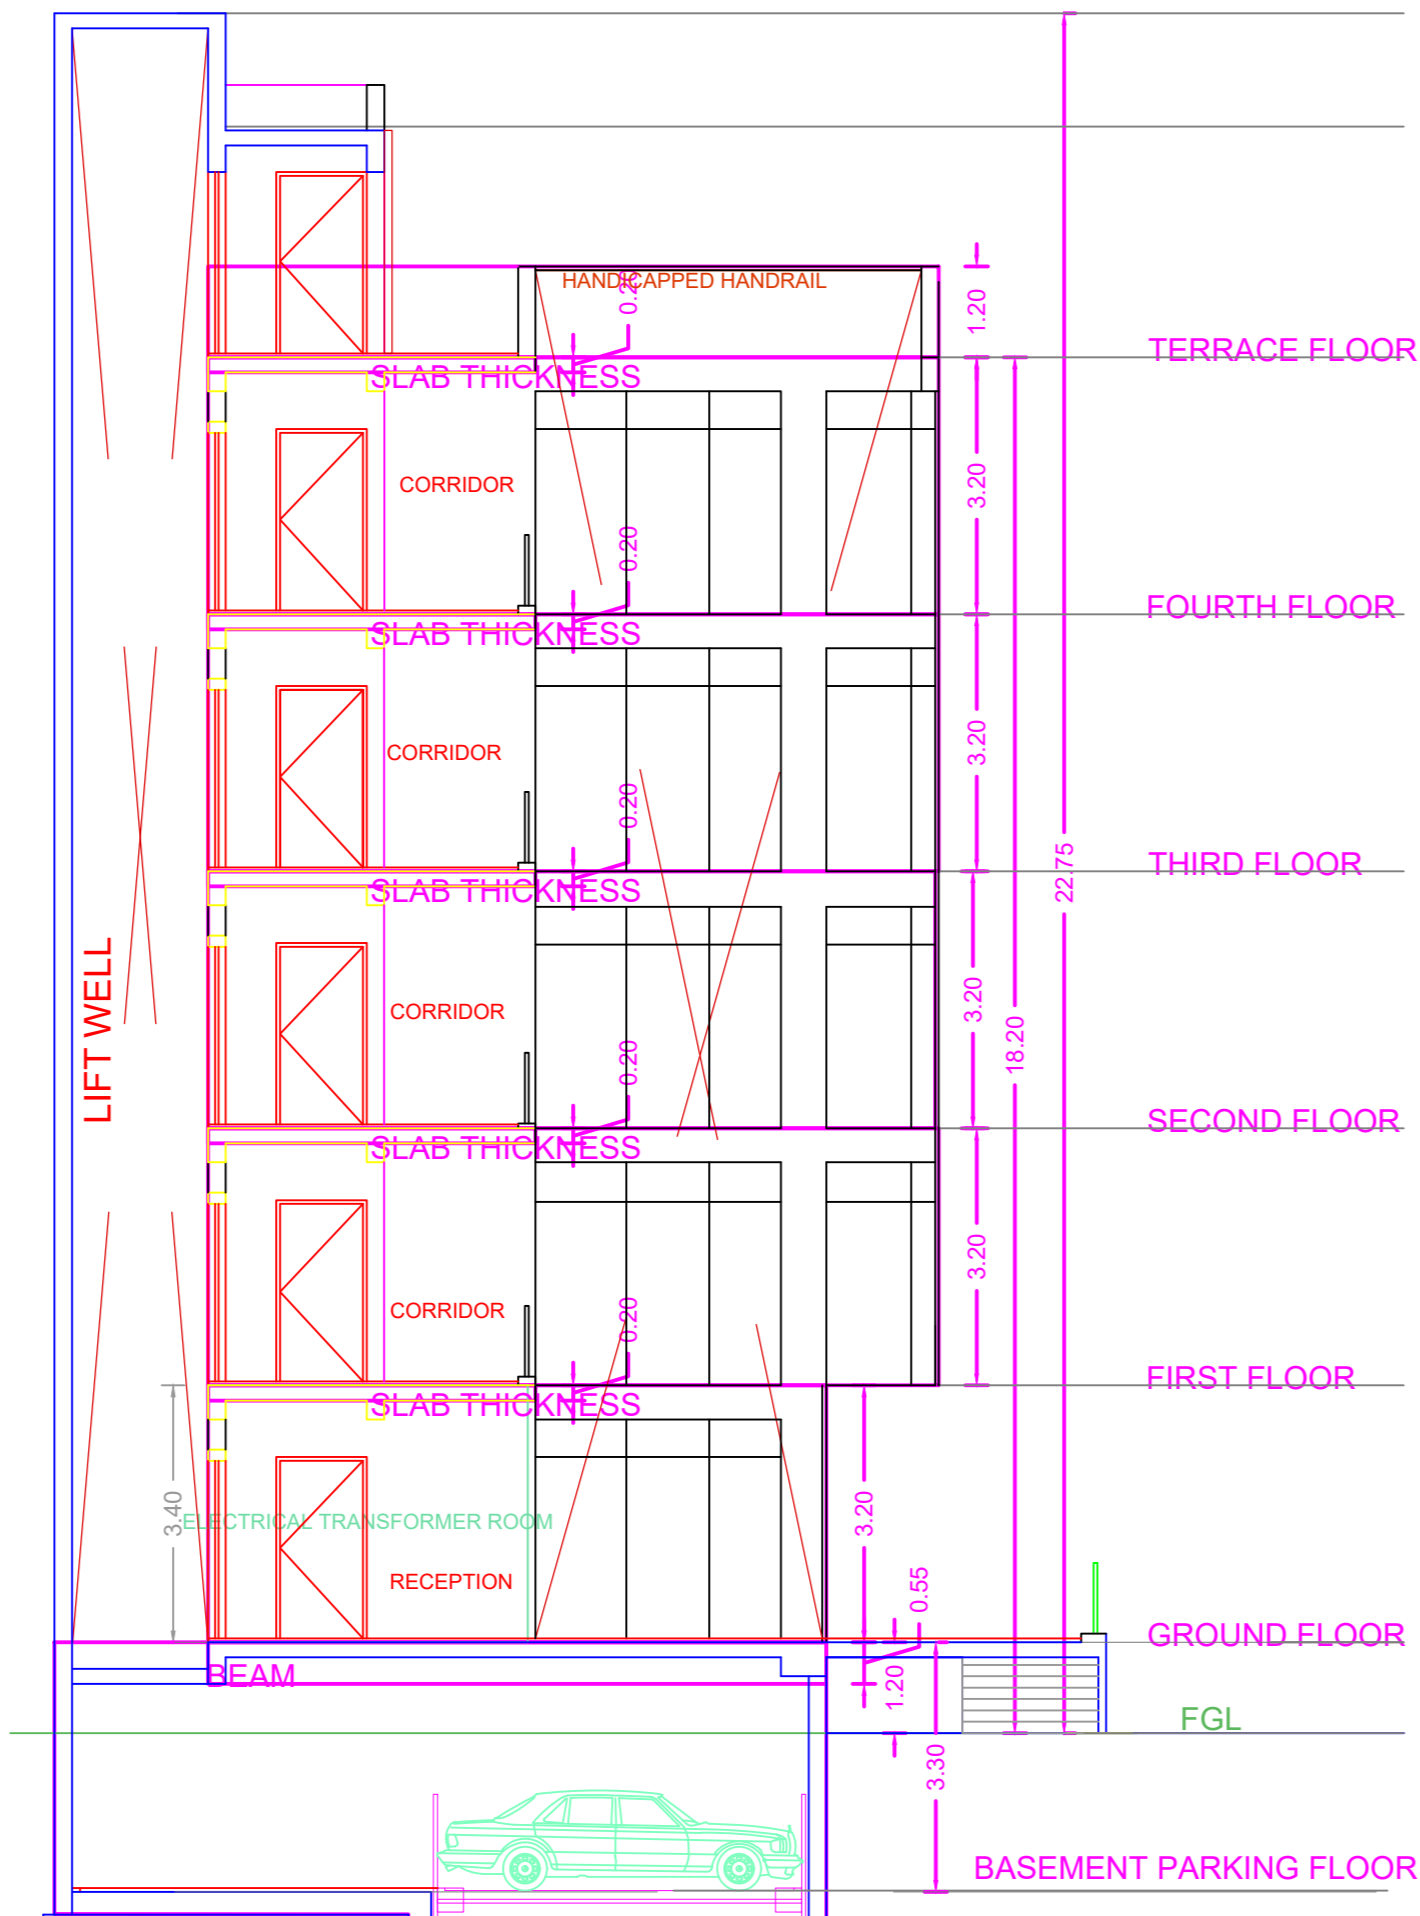 HANDICAPPED HANDRAIL
0.20
1.20
TERRACE FLOOR
SLAB THICKNESS
CORRIDOR
3.20
0.20
FOURTH FLOOR
SLAB THICKNESS
CORRIDOR
3.20
0.20
22.75
THIRD FLOOR
SLAB THICKNESS
LIFT WELL
CORRIDOR
3.20
18.20
0.20
SECOND FLOOR
SLAB THICKNESS
CORRIDOR
3.20
0.20
FIRST FLOOR
SLAB THICKNESS
3.40
ELECTRICAL TRANSFORMER ROOM
3.20
RECEPTION
0.55
GROUND FLOOR
BEAM
1.20
FGL
3.30
BASEMENT PARKING FLOOR